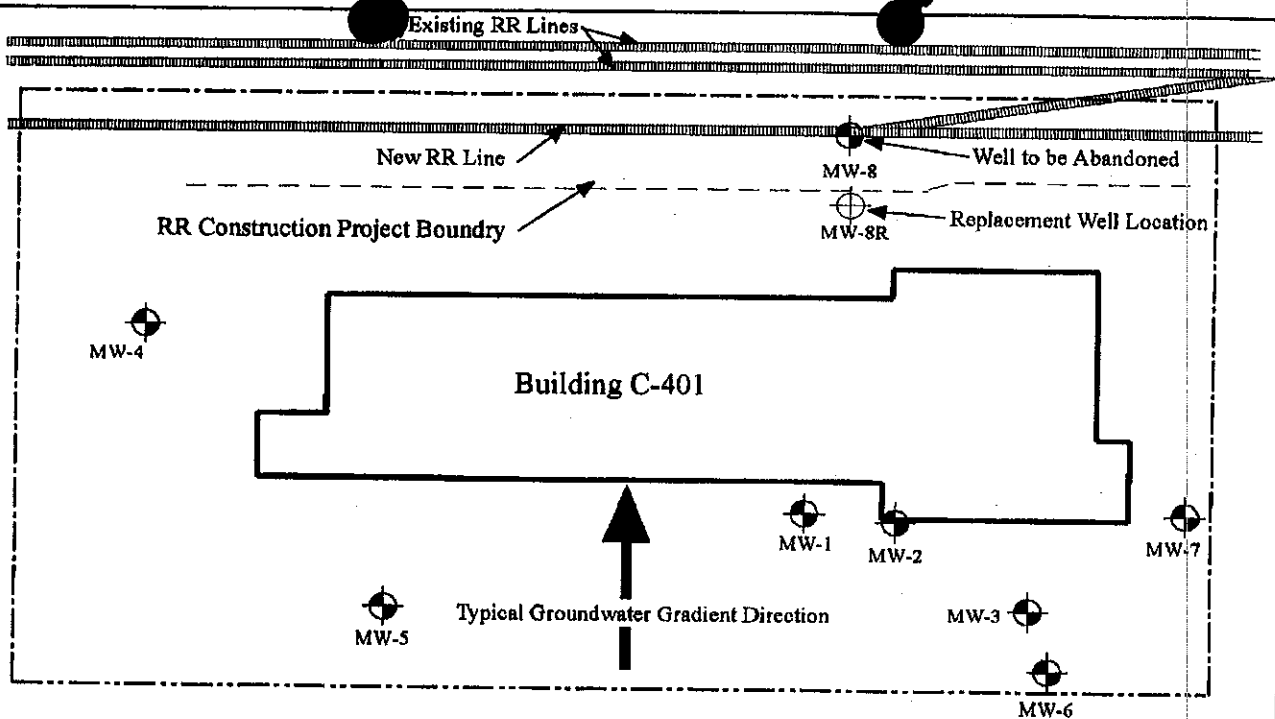 Existing RR Lines
New RR Line
Well to be Abandoned
MW-8
RR Construction Project Boundry
Replacement Well Location
MW-8R
MW-4
Building C-401
MW-1
MW-2
MW-7
Typical Groundwater Gradient Direction
MW-5
MW-3
MW-6